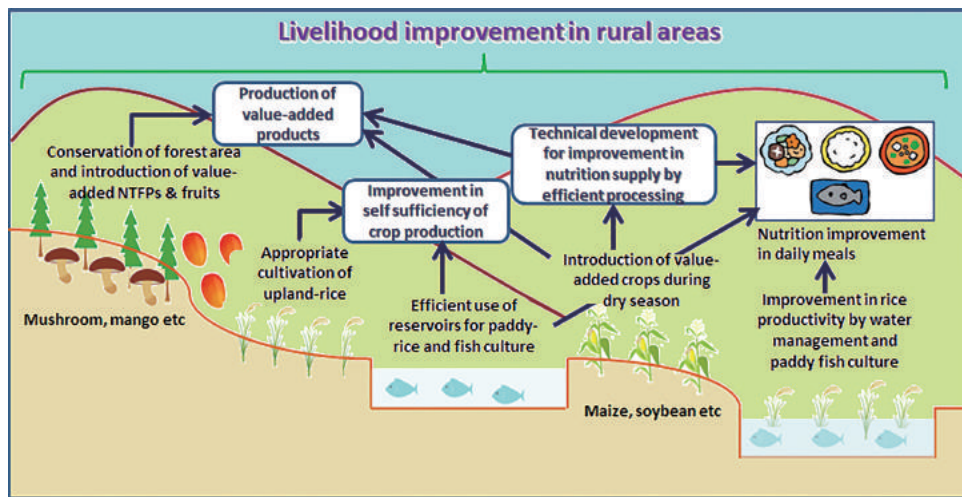 Livelihood improvement in rural areas
Production of
value-added
products
Conservation of forest area
and introduction of value-
added NTFPs & fruits
Technical development
for improvement in
nutrition supply by
efficient processing
Improvement in
self sufficiency of
crop production
Appropriate
cultivation of
upland-rice
Nutrition improvement
in daily meals
Introduction of value-
added crops during
dry season
Efficient use of
reservoirs for paddy-
rice and fish culture
Improvement in rice
productivity by water
management and
paddy fish culture
Mushroom, mango etc
Maize, soybean etc